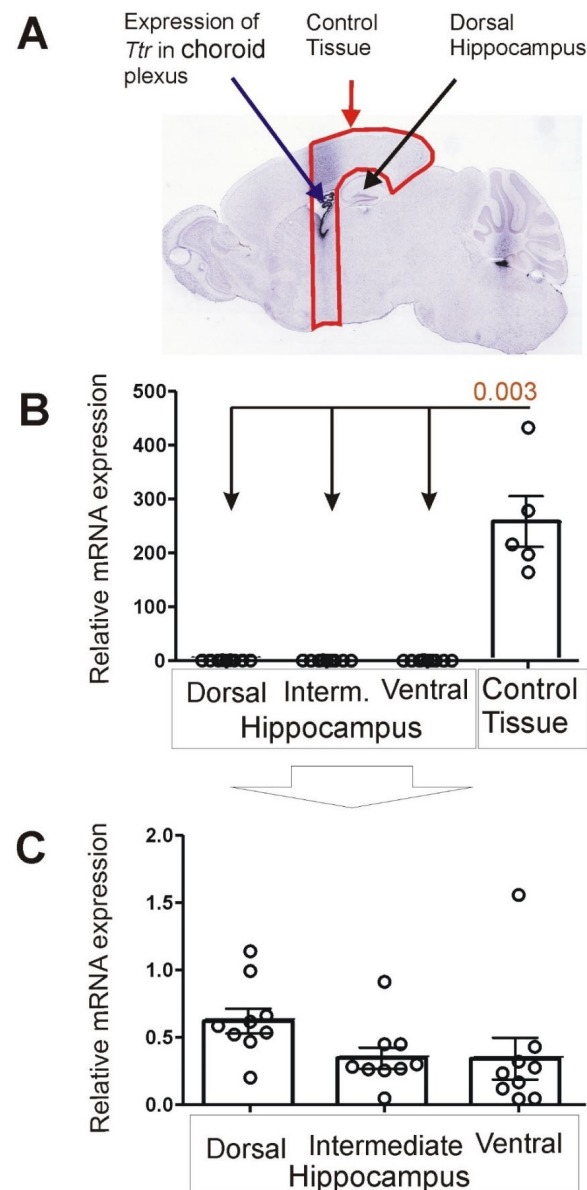 A
Expression of
Ttr in choroid
plexus
Control
Tissue
Dorsal
Hippocampus
B
Relative mRNA expression
500
400
300
200
100
0
0.003
Dorsal Interm. Ventral
Hippocampus
Control
Tissue
C
Relative mRNA expression
2.0
1.5
1.0
0.5
0.0
Dorsal Intermediate Ventral
Hippocampus